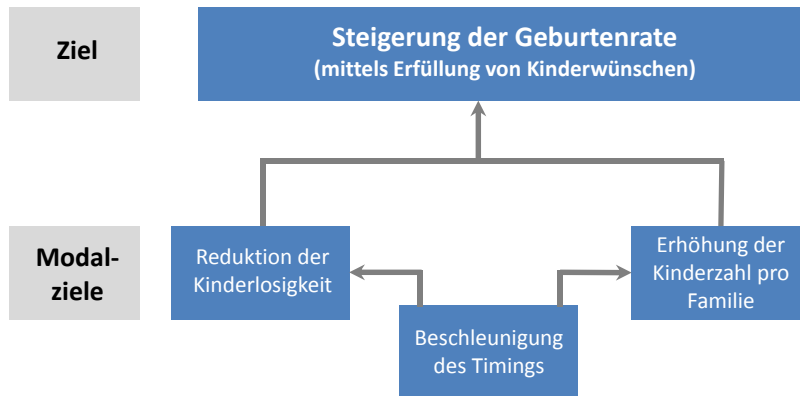 Ziel
Steigerung der Geburtenrate
(mittels Erfüllung von Kinderwünschen)
Modal-
ziele
Reduktion der
Kinderlosigkeit
Beschleunigung
des Timings
Erhöhung der
Kinderzahl pro
Familie